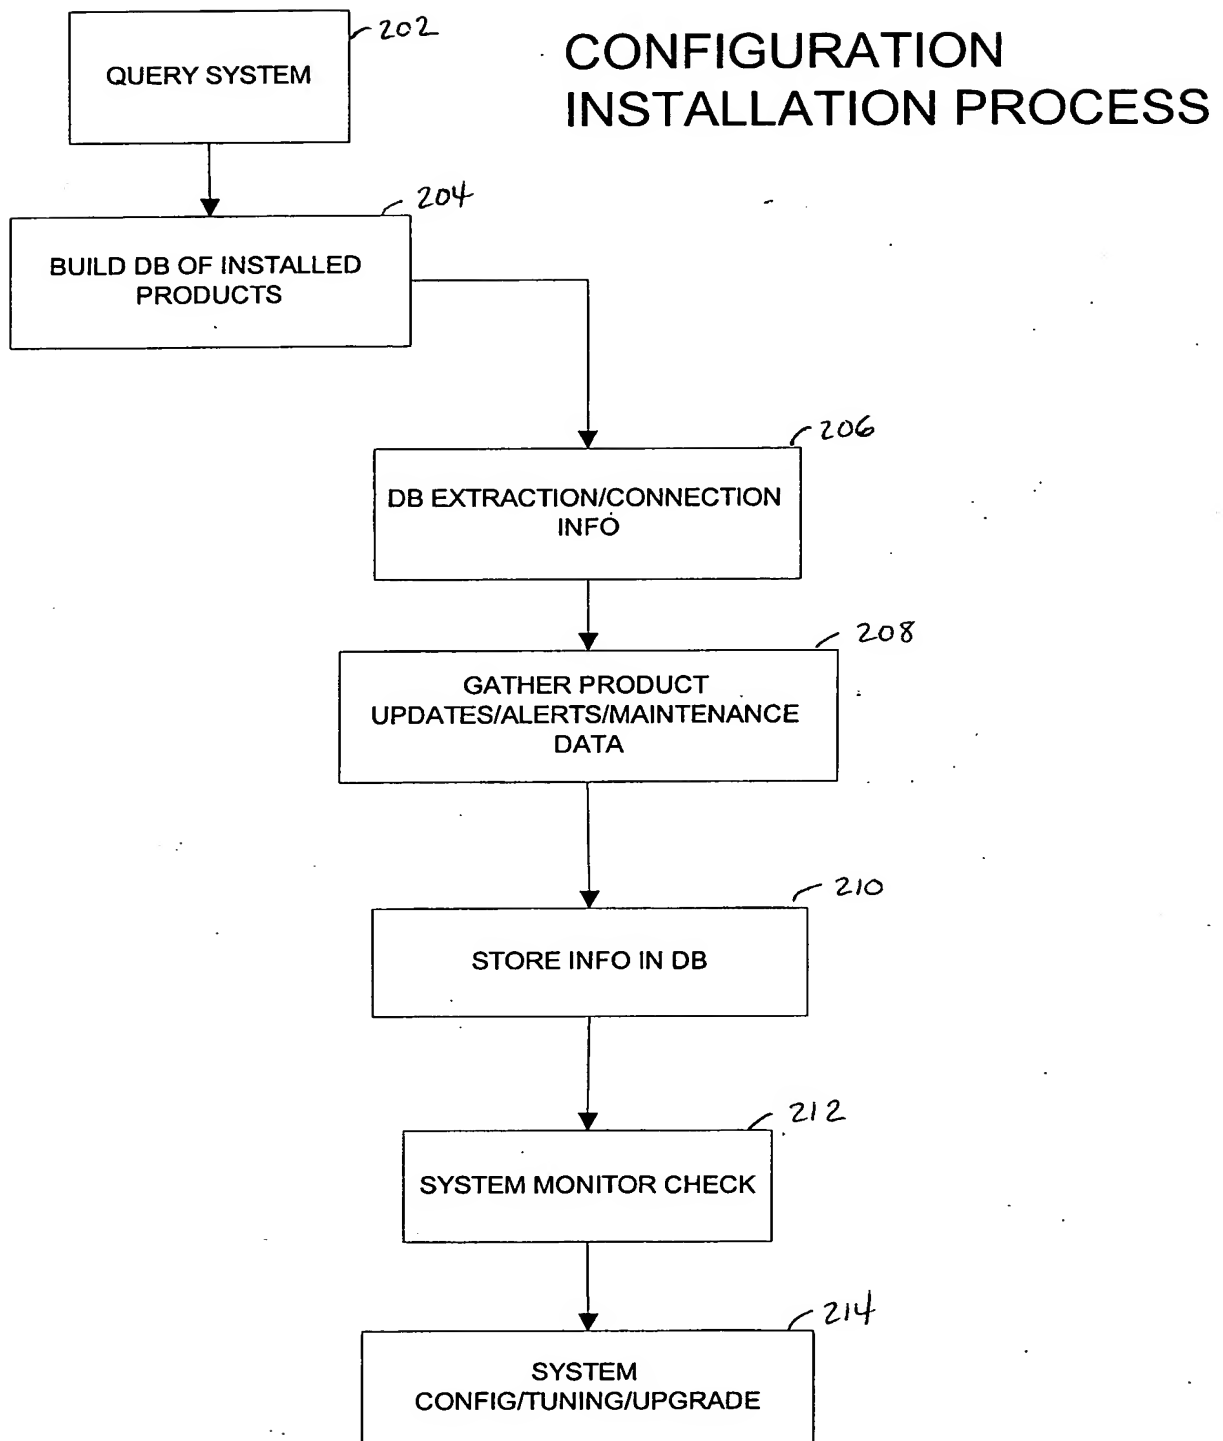 202
CONFIGURATION
INSTALLATION PROCESS
QUERY SYSTEM
204
BUILD DB OF INSTALLED
PRODUCTS
206
DB EXTRACTION/CONNECTION
INFO
208
GATHER PRODUCT
UPDATES/ALERTS/MAINTENANCE
DATA
210
STORE INFO IN DB
212
SYSTEM MONITOR CHECK
214
SYSTEM
CONFIG/TUNING/UPGRADE